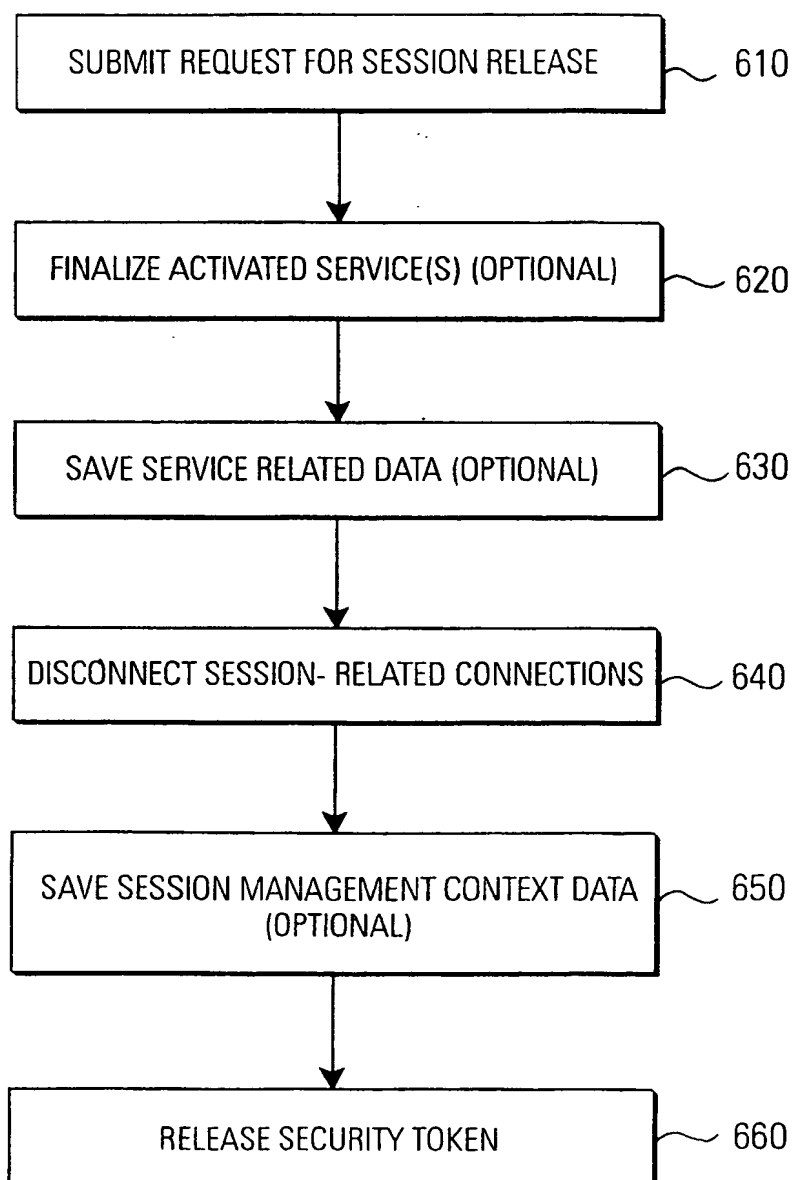 SUBMIT REQUEST FOR SESSION RELEASE 610
FINALIZE ACTIVATED SERVICE(S) (OPTIONAL) 620
SAVE SERVICE RELATED DATA (OPTIONAL) 630
DISCONNECT SESSION- RELATED CONNECTIONS 640
SAVE SESSION MANAGEMENT CONTEXT DATA 650
(OPTIONAL)
RELEASE SECURITY TOKEN 660